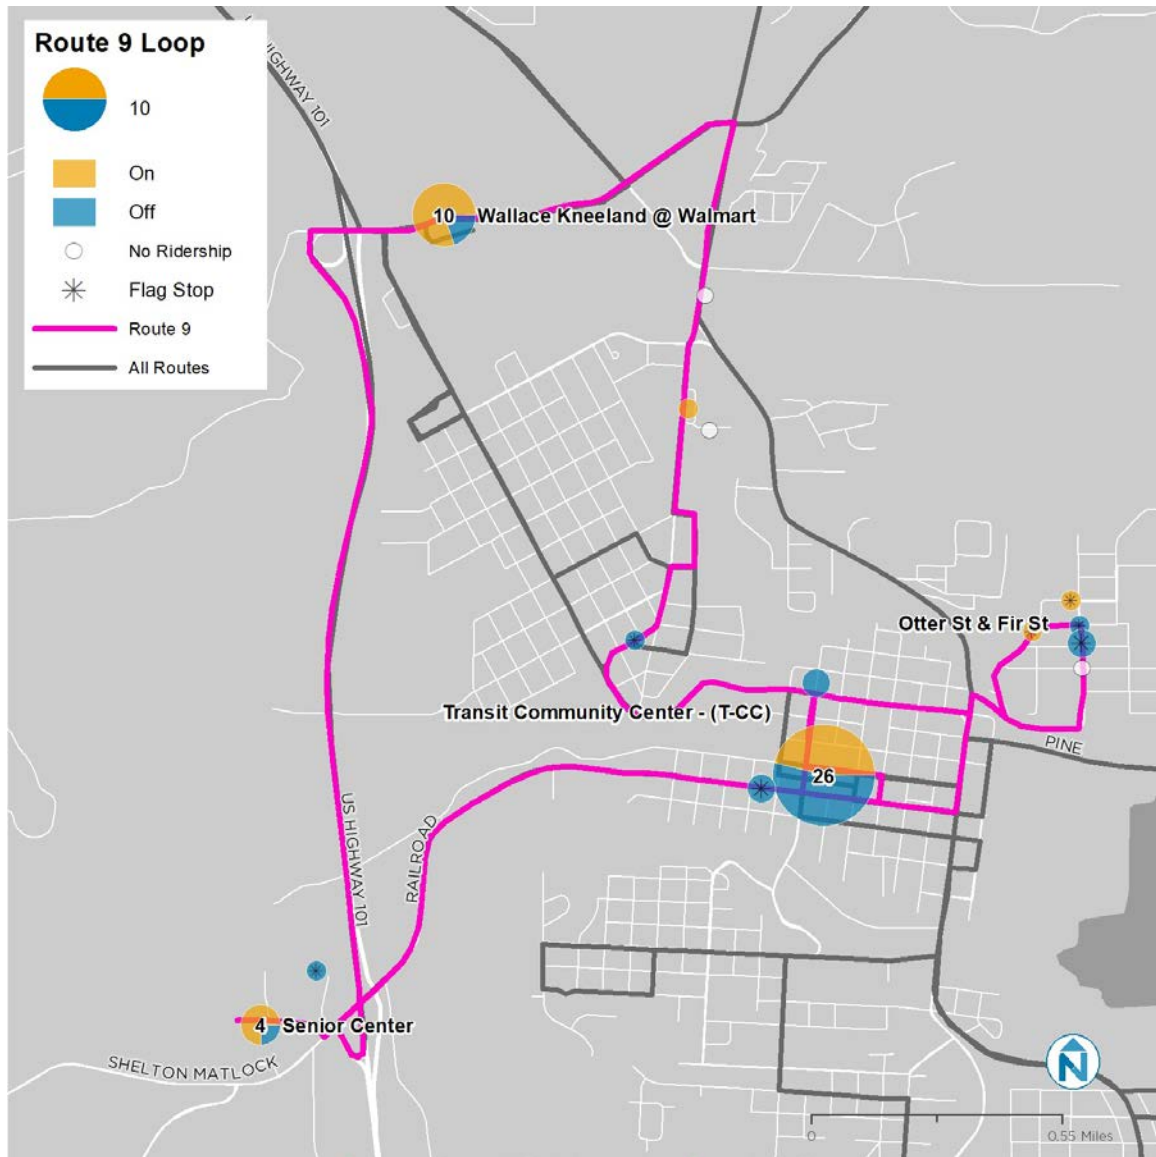 Route 9 Loop
10
On
Off
No Ridership
Flag Stop
Route 9
All Routes
HIGHWAY 101
10 Wallace Kneeland @ Walmart
Otter St & Fir St
Transit Community Center - (T-CC)
PINE
26
US HIGHWAY 101
RAILROAD
4 Senior Center
SHELTON MATLOCK
N
0 0.55 Miles